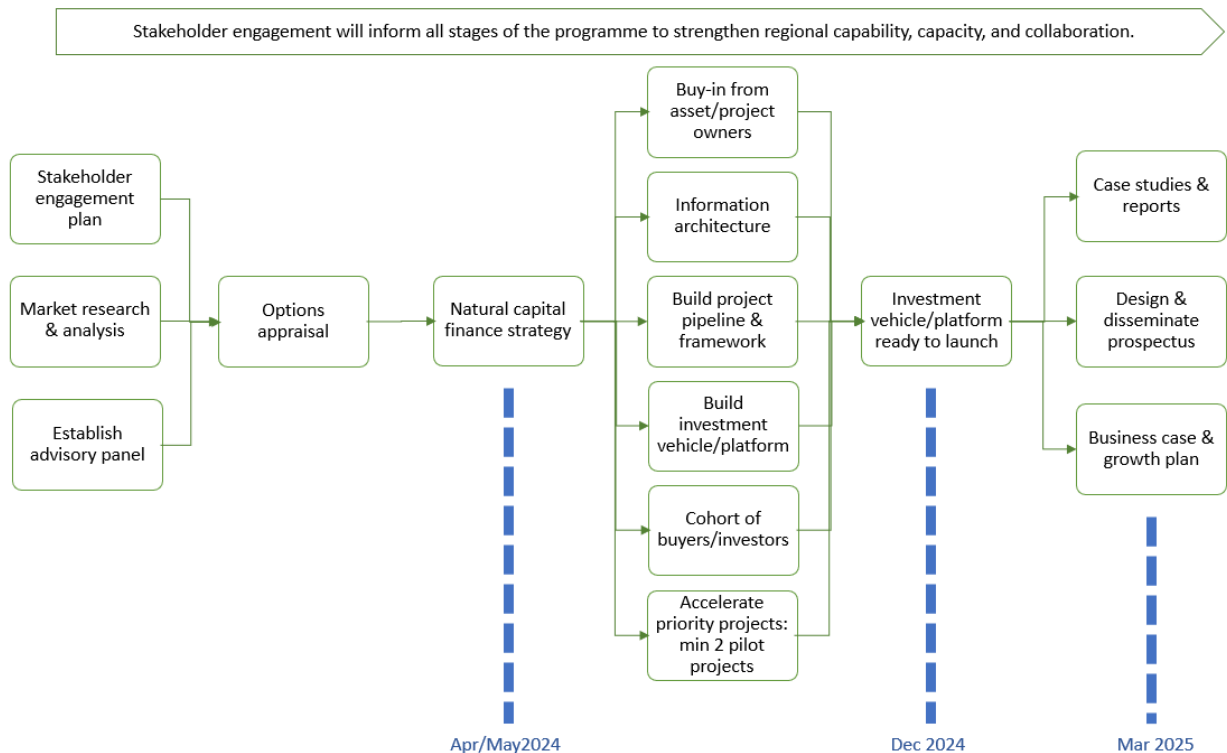 Stakeholder engagement will inform all stages of the programme to strengthen regional capability, capacity, and collaboration.
Stakeholder
engagement
plan
Market research
& analysis
Establish
advisory panel
Options
appraisal
Natural capital
finance strategy
Buy-in from
asset/project
owners
Information
architecture
Build project
pipeline &
framework
Build
investment
vehicle/platform
Cohort of
buyers/investors
Accelerate
priority projects:
min 2 pilot
projects
Investment
vehicle/platform
ready to launch
Case studies &
reports
Design &
disseminate
prospectus
Business case &
growth plan
Apr/May2024
Dec 2024
Mar 2025